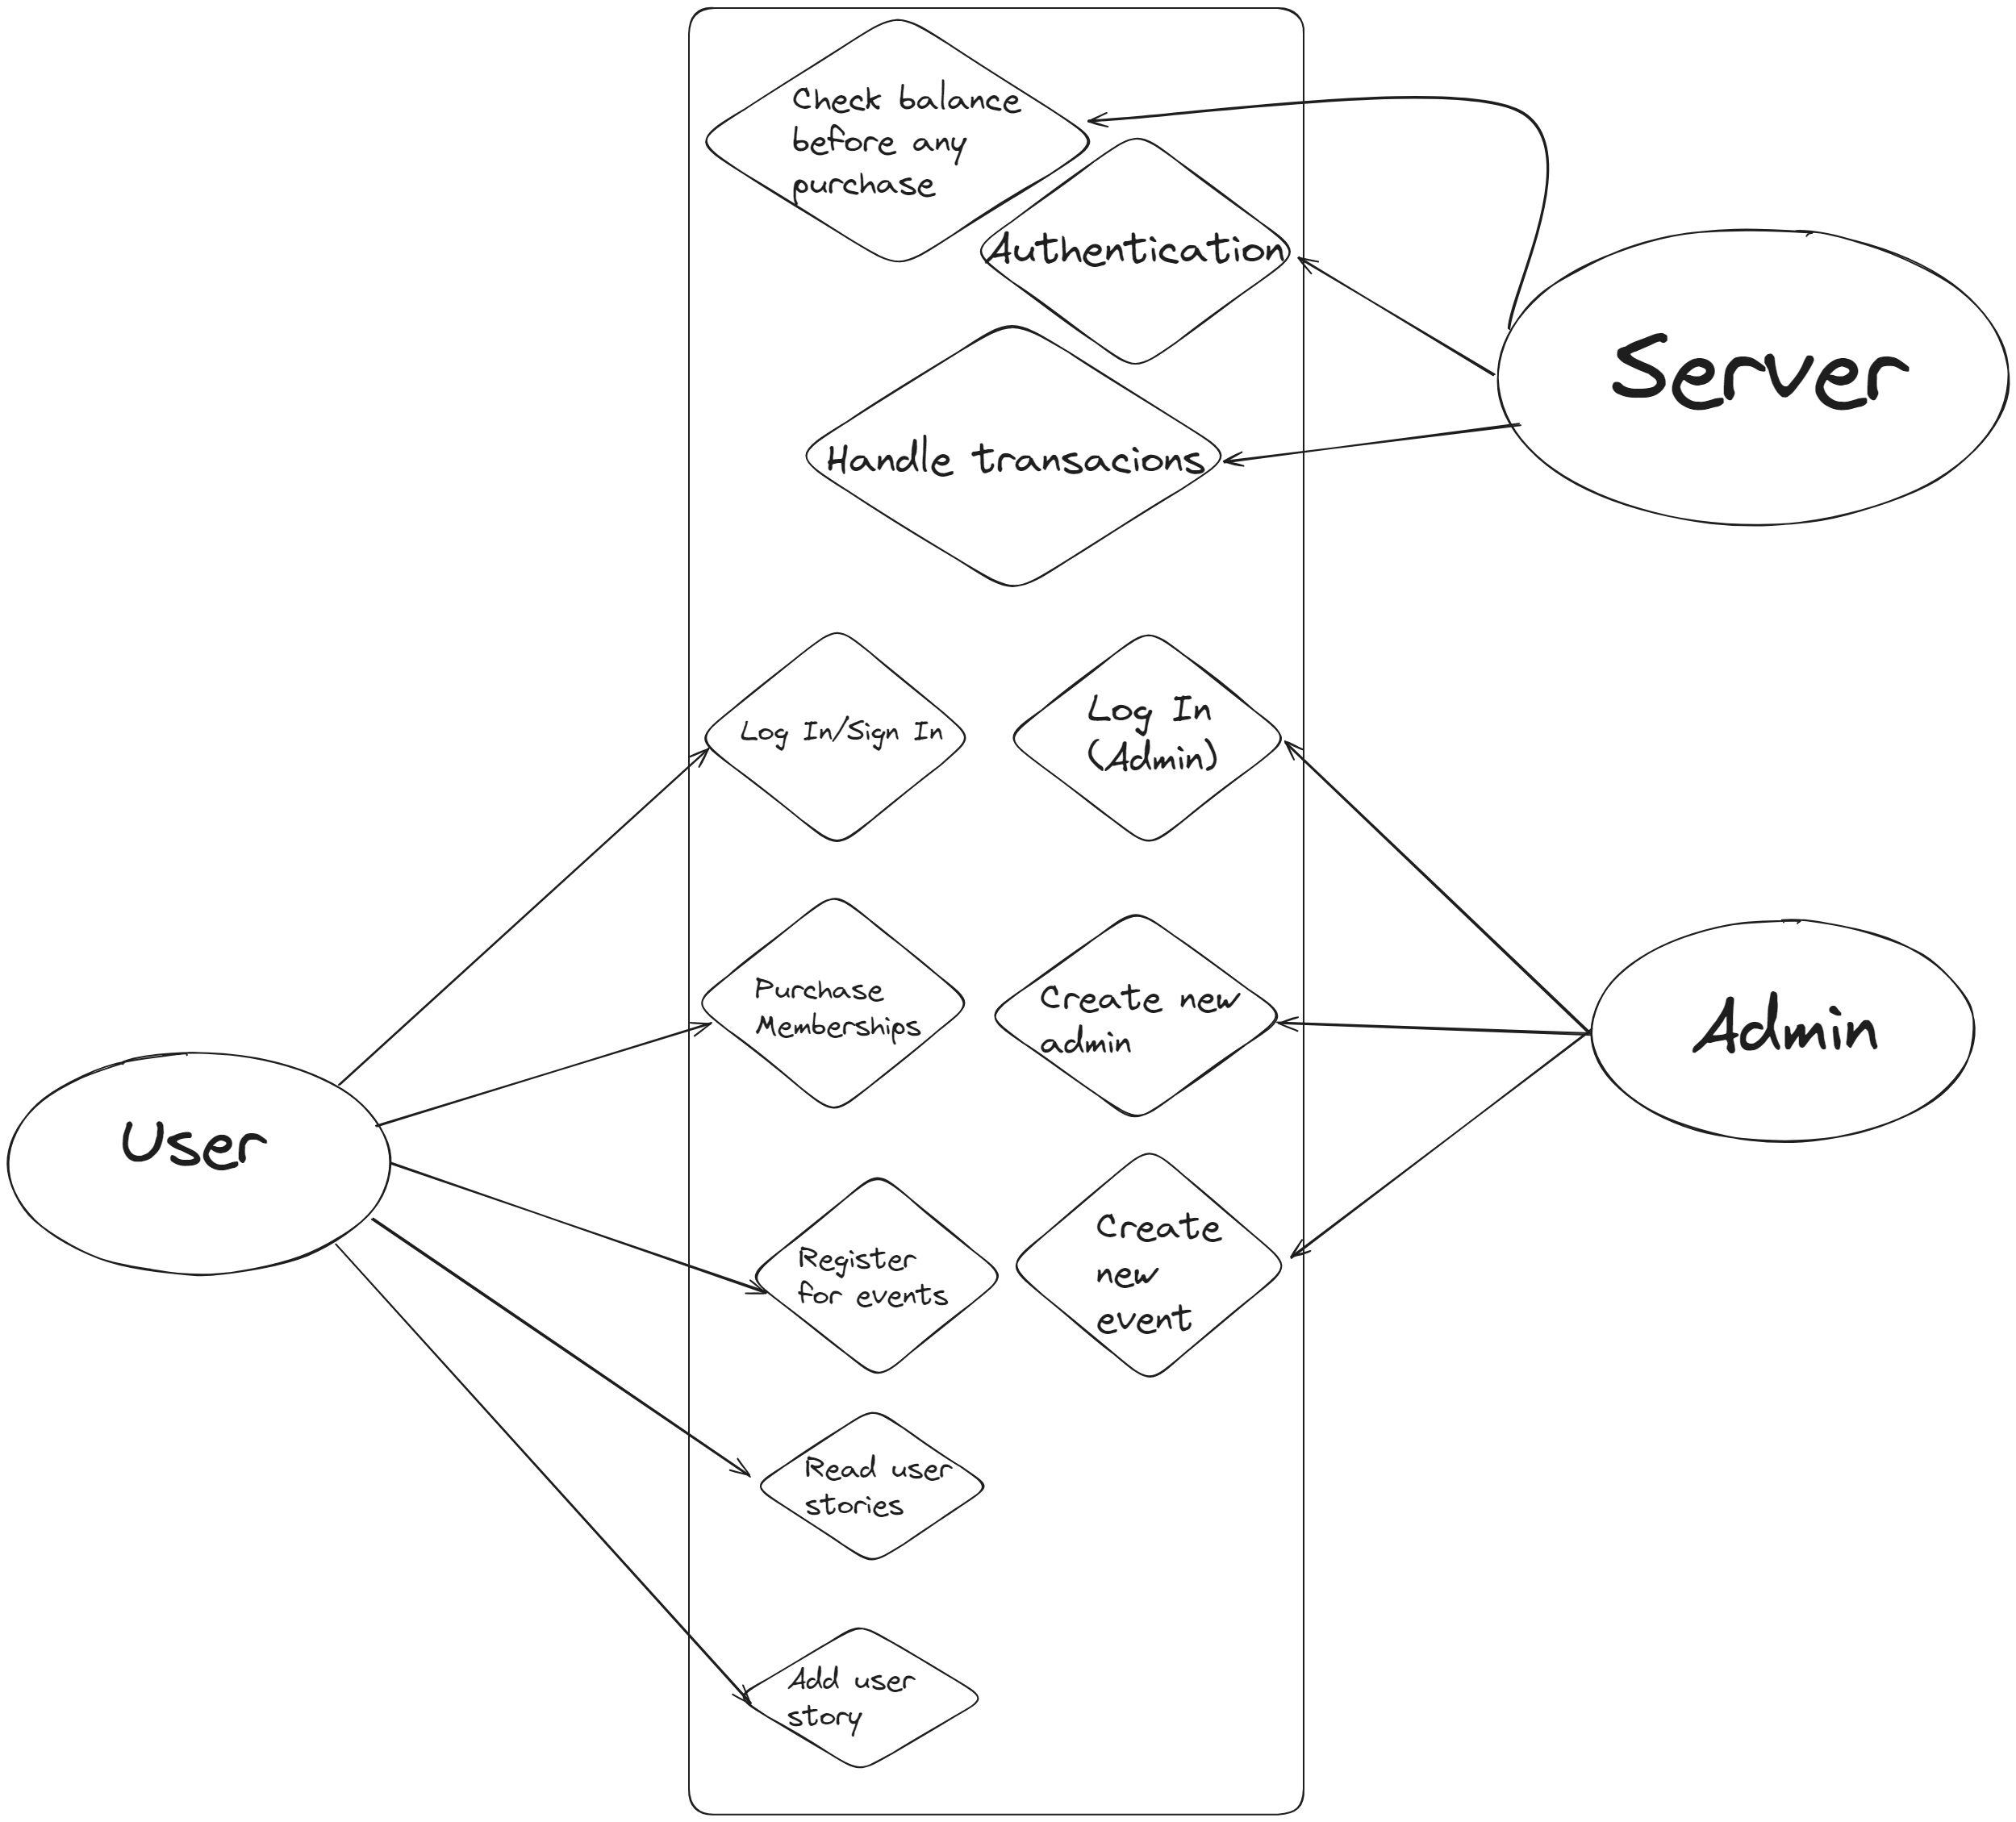 Check balance
before any
purchase
Authentication
Server
Handle transacions
Log In/Sign In
Log In
(Admin)
Purchase
Memberships
Create new
admin
Admin
User
Register
for events
Create
new
event
Read user
stories
Add user
story